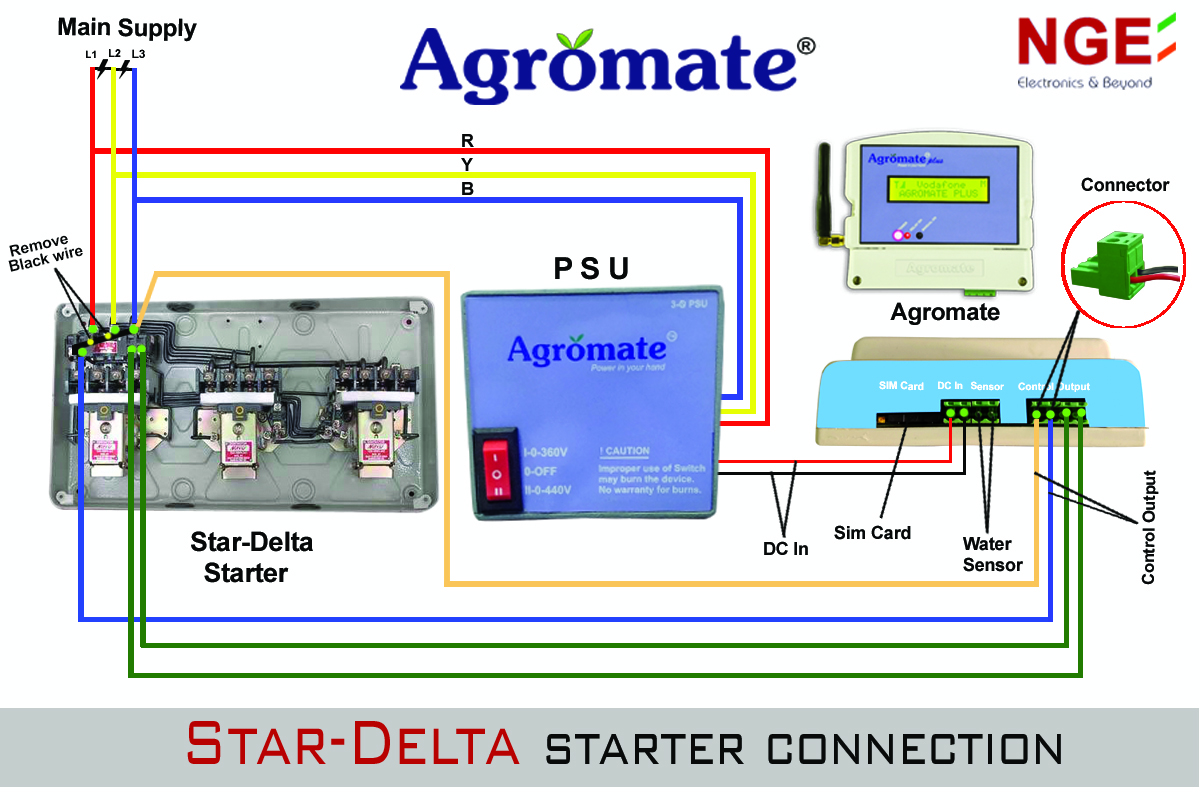 Main Supply
L1 L2 L3
Agromate®
NGE
Electronics & Beyond
R
Y
B
Remove
Black wire
PSU
3-Ø PSU
Agromate
Power in your hand
I-0-360V
0-OFF
II-0-440V
! CAUTION
Improper use of Switch
may burn the device.
No warranty for burns.
Agromate plus
Vodafone
AGROMATE PLUS
Agromate
Agromate
Connector
SIM Card DC In Sensor Control Output
Star-Delta
Starter
DC In
Sim Card
Water
Sensor
Control Output
STAR-DELTA STARTER CONNECTION